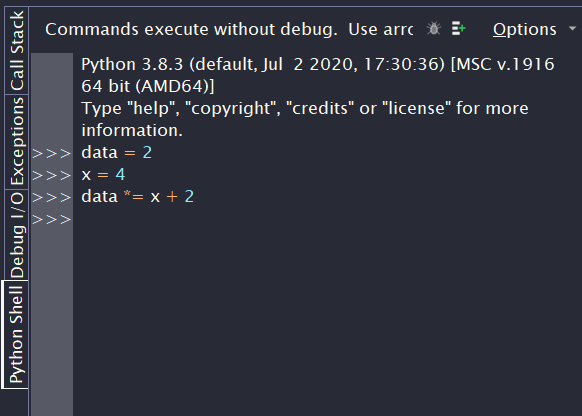 Commands execute without debug.  Use arrc
Options
Python 3.8.3 (default, Jul  2 2020, 17:30:36) [MSC v.1916
64 bit (AMD64)]
Type "help", "copyright", "credits" or "license" for more
information.
>>> data = 2
>>> x = 4
>>> data *= x + 2
>>>
Call Stack
Exceptions
Debug I/O
Python Shell